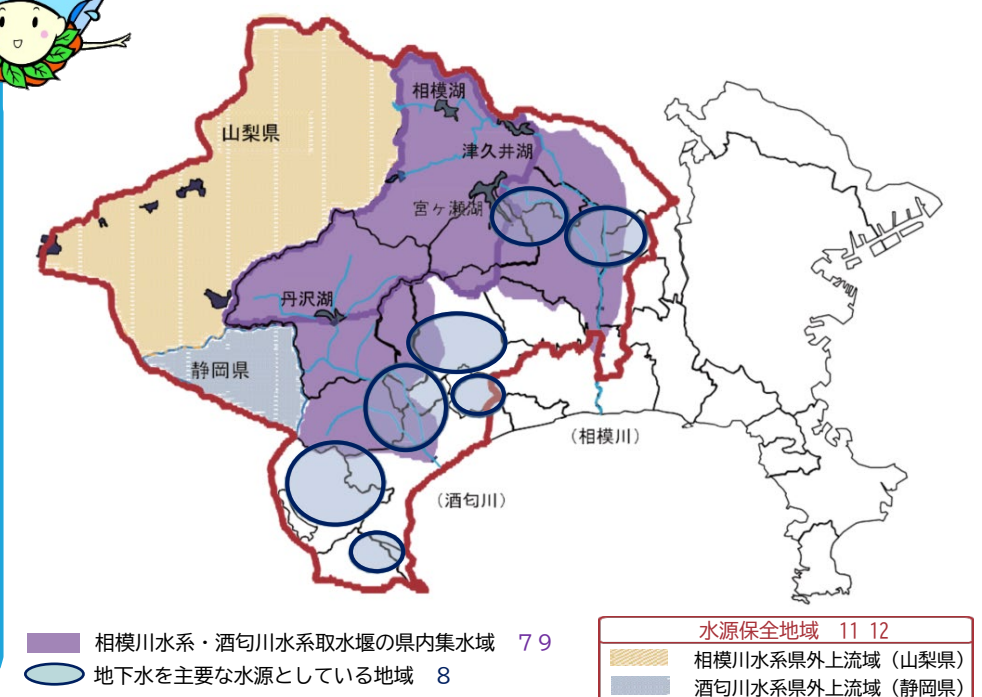 相模湖
山梨県
津久井湖
宮ヶ瀬湖
丹沢湖
静岡県
（相模川）
（酒匂川）
相模川水系・酒匂川水系取水堰の県内集水域 7 9
地下水を主要な水源としている地域 8
水源保全地域 11 12
相模川水系県外上流域（山梨県）
酒匂川水系県外上流域（静岡県）